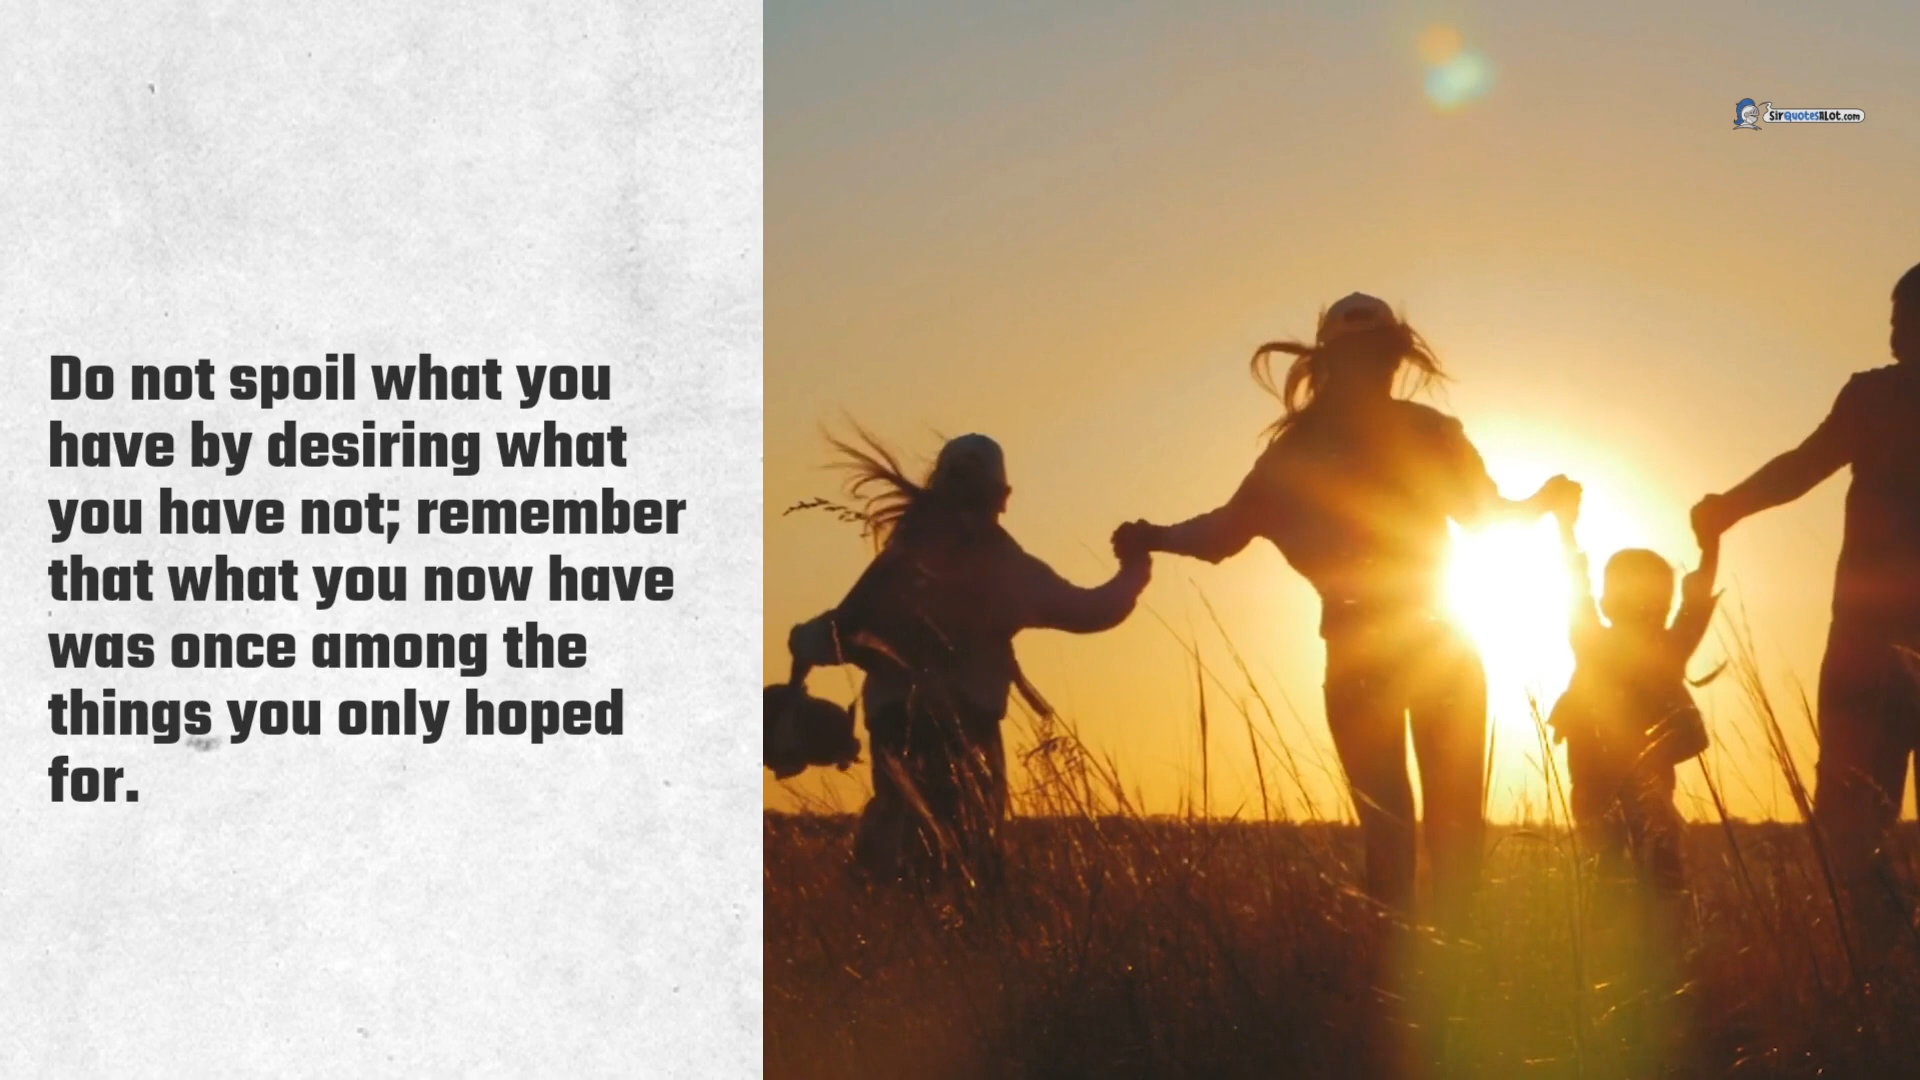 Do not spoil what you
have by desiring what
you have not; remember
that what you now have
was once among the
things you only hoped
for.
SirQuotesALot.com